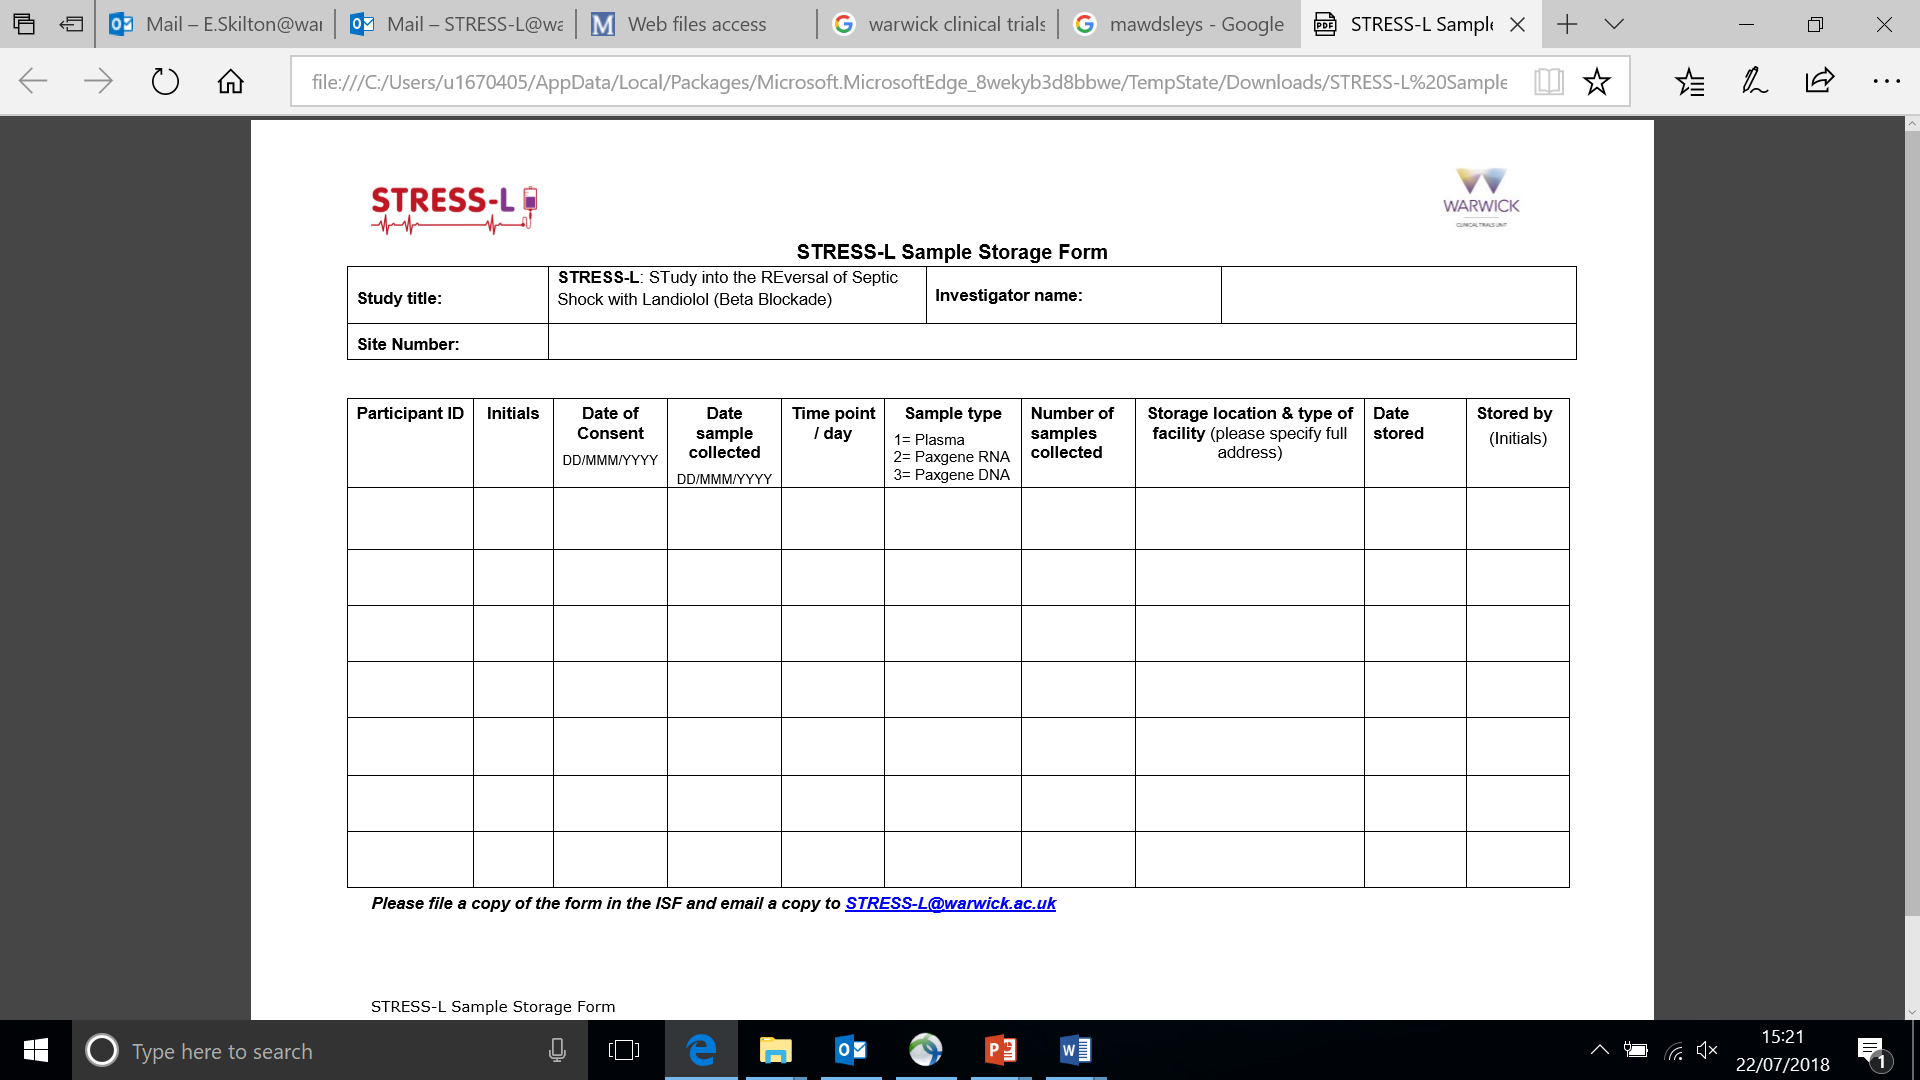 Mail – E.Skilton@war
Mail – STRESS-L@wa
Web files access
warwick clinical trials
mawdsleys - Google
STRESS-L Sample
file:///C:/Users/u1670405/AppData/Local/Packages/Microsoft.MicrosoftEdge_8wekyb3d8bbwe/TempState/Downloads/STRESS-L%20Sample
STRESS-L
WARWICK
CLINICAL TRIALS UNIT
STRESS-L Sample Storage Form
Study title:
STRESS-L: STudy into the REversal of Septic
Shock with Landiolol (Beta Blockade)
Investigator name:
Site Number:
Participant ID
Initials
Date of
Consent
DD/MMM/YYYY
Date
sample
collected
DD/MMM/YYYY
Time point
/ day
Sample type
1= Plasma
2= Paxgene RNA
3= Paxgene DNA
Number of
samples
collected
Storage location & type of
facility (please specify full
address)
Date
stored
Stored by
(Initials)
Please file a copy of the form in the ISF and email a copy to STRESS-L@warwick.ac.uk
STRESS-L Sample Storage Form
Type here to search
15:21
22/07/2018
1